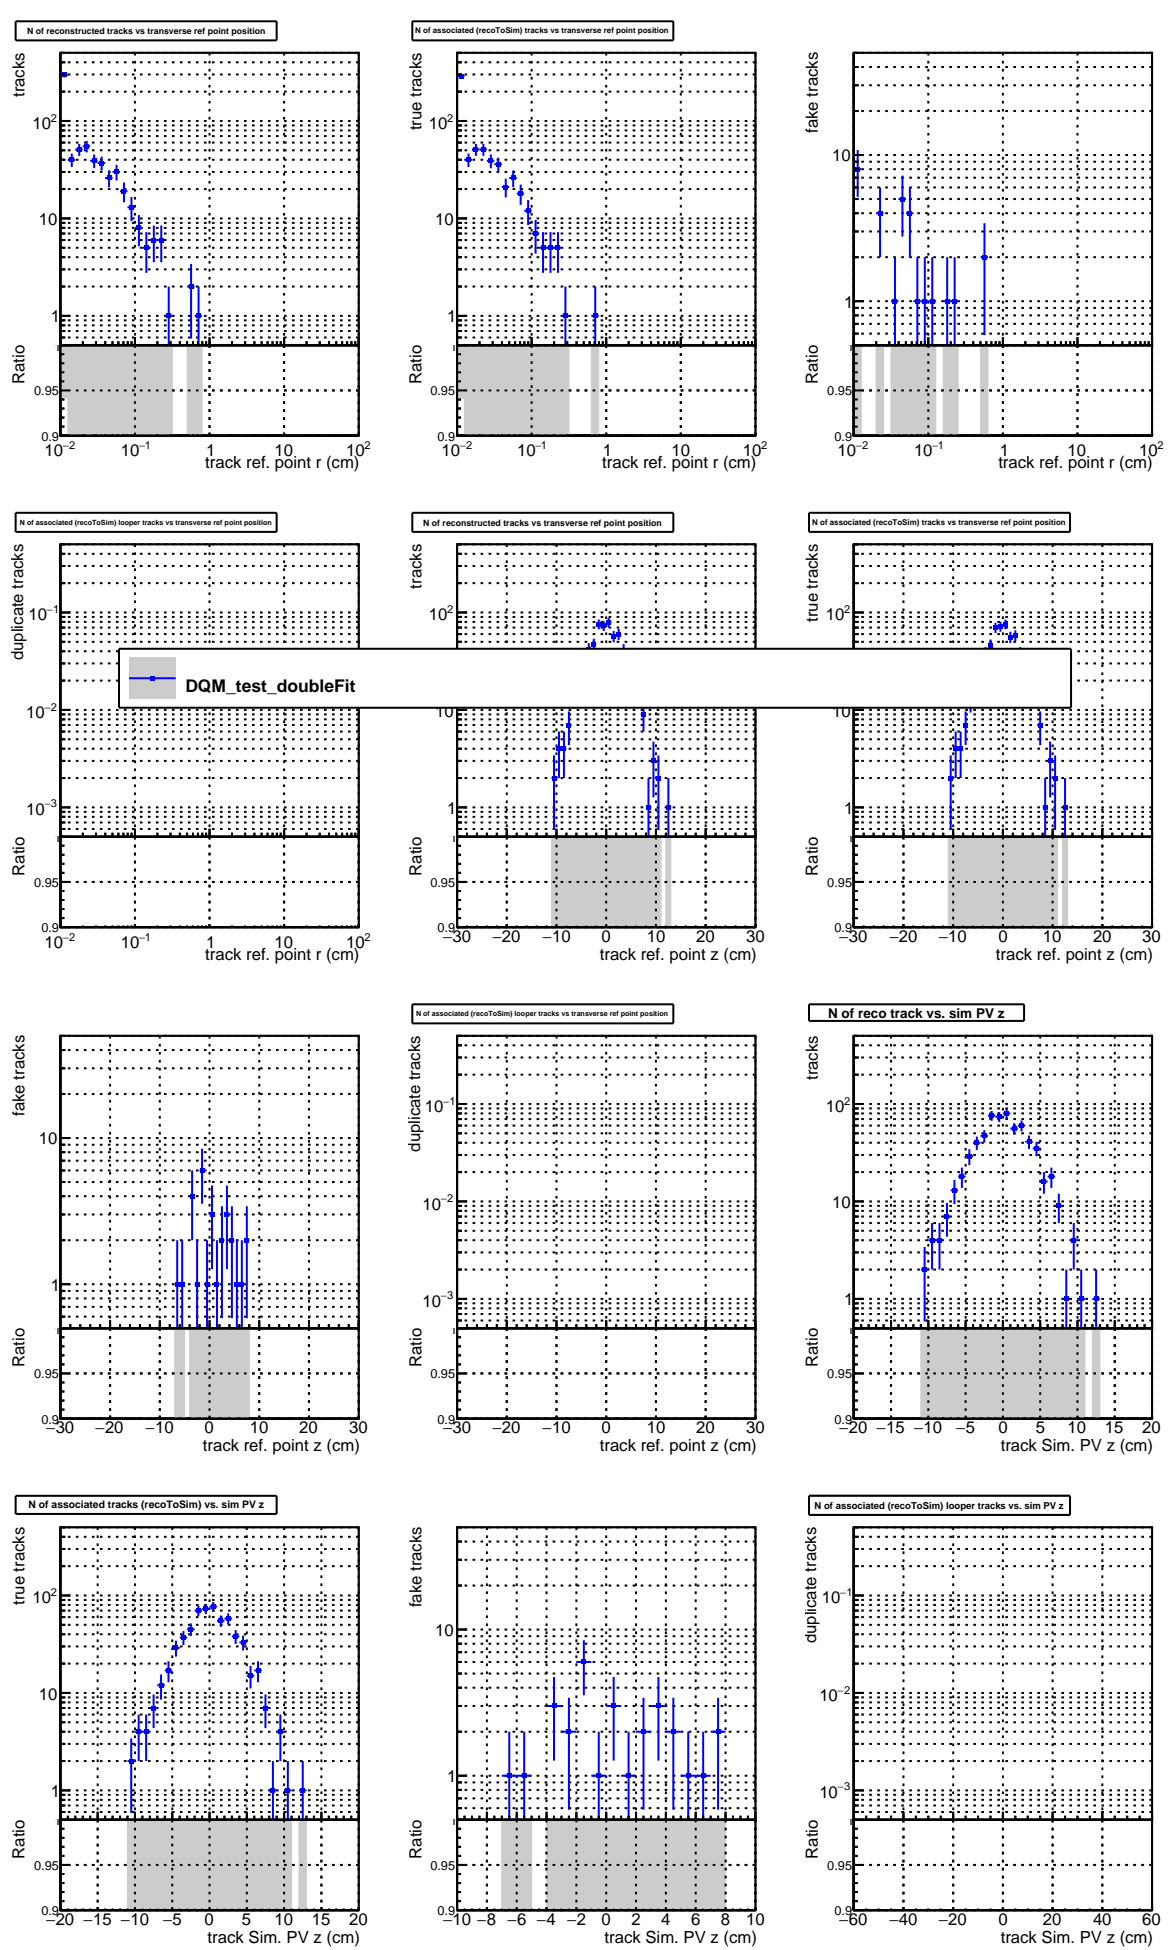 N of reconstructed tracks vs transverse ref point position
tracks
10²
10
1
Ratio
0.95
0.9
10⁻² 10⁻¹ 1 10 10²
track ref. point r (cm)
N of associated (recoToSim) tracks vs transverse ref point position
true tracks
10²
10
1
Ratio
0.95
0.9
10⁻² 10⁻¹ 1 10 10²
track ref. point r (cm)
fake tracks
10
1
Ratio
0.95
0.9
10⁻² 10⁻¹ 1 10 10²
track ref. point r (cm)
N of associated (recoToSim) looper tracks vs transverse ref point position
duplicate tracks
10⁻¹
10⁻²
10⁻³
Ratio
0.95
0.9
10⁻² 10⁻¹ 1 10 10²
track ref. point r (cm)
N of reconstructed tracks vs transverse ref point position
tracks
10²
10
1
Ratio
0.95
0.9
−30 −20 −10 0 10 20 30
track ref. point z (cm)
N of associated (recoToSim) tracks vs transverse ref point position
true tracks
10²
10
1
Ratio
0.95
0.9
−30 −20 −10 0 10 20 30
track ref. point z (cm)
DQM_test_doubleFit
fake tracks
10
1
Ratio
0.95
0.9
−30 −20 −10 0 10 20 30
track ref. point z (cm)
N of associated (recoToSim) looper tracks vs transverse ref point position
duplicate tracks
10⁻¹
10⁻²
10⁻³
Ratio
0.95
0.9
−30 −20 −10 0 10 20 30
track ref. point z (cm)
N of reco track vs. sim PV z
tracks
10²
10
1
Ratio
0.95
0.9
−20 −15 −10 −5 0 5 10 15 20
track Sim. PV z (cm)
N of associated tracks (recoToSim) vs. sim PV z
true tracks
10²
10
1
Ratio
0.95
0.9
−20 −15 −10 −5 0 5 10 15 20
track Sim. PV z (cm)
fake tracks
10
1
Ratio
0.95
0.9
−10 −8 −6 −4 −2 0 2 4 6 8 10
track Sim. PV z (cm)
N of associated (recoToSim) looper tracks vs. sim PV z
duplicate tracks
10⁻¹
10⁻²
10⁻³
Ratio
0.95
0.9
−60 −40 −20 0 20 40 60
track Sim. PV z (cm)